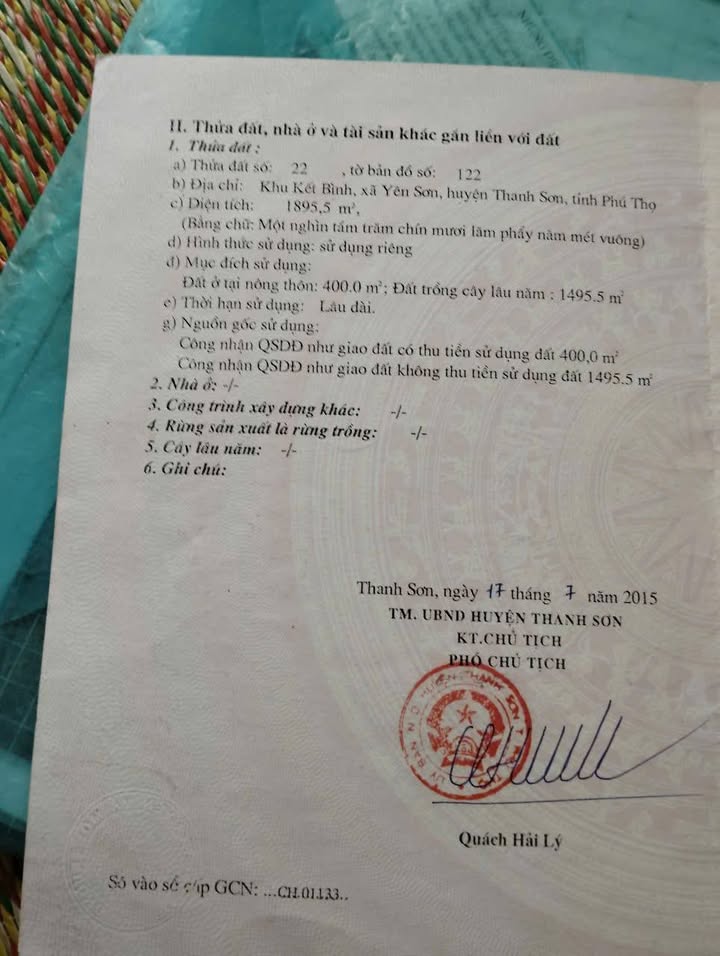 II. Thửa đất, nhà ở và tài sản khác gắn liền với đất
1. Thửa đất :
a) Thửa đất số: 22 , tờ bản đồ số: 122
b) Địa chỉ: Khu Kết Bình, xã Yên Sơn, huyện Thanh Sơn, tỉnh Phú Thọ
c) Diện tích: 1895,5 m²,
(Bằng chữ: Một nghìn tấm trăm chín mươi lăm phẩy năm mét vuông)
d) Hình thức sử dụng: sử dụng riêng
đ) Mục đích sử dụng:
Đất ở tại nông thôn: 400.0 m²; Đất trồng cây lâu năm : 1495.5 m²
e) Thời hạn sử dụng: Lâu dài.
g) Nguồn gốc sử dụng:
Công nhận QSDĐ như giao đất có thu tiền sử dụng đất 400,0 m²
Công nhận QSDĐ như giao đất không thu tiền sử dụng đất 1495.5 m²
2. Nhà ở: -/-
3. Công trình xây dựng khác: -/-
4. Rừng sản xuất là rừng trồng: -/-
5. Cây lâu năm: -/-
6. Ghi chú:
Thanh Sơn, ngày 17 tháng 7 năm 2015
TM. UBND HUYỆN THANH SƠN
KT.CHỦ TỊCH
PHÓ CHỦ TỊCH
ỦY BAN N D HUYỆN THANH SƠN
Quách Hải Lý
Số vào sổ cấp GCN: ...CH.01133..